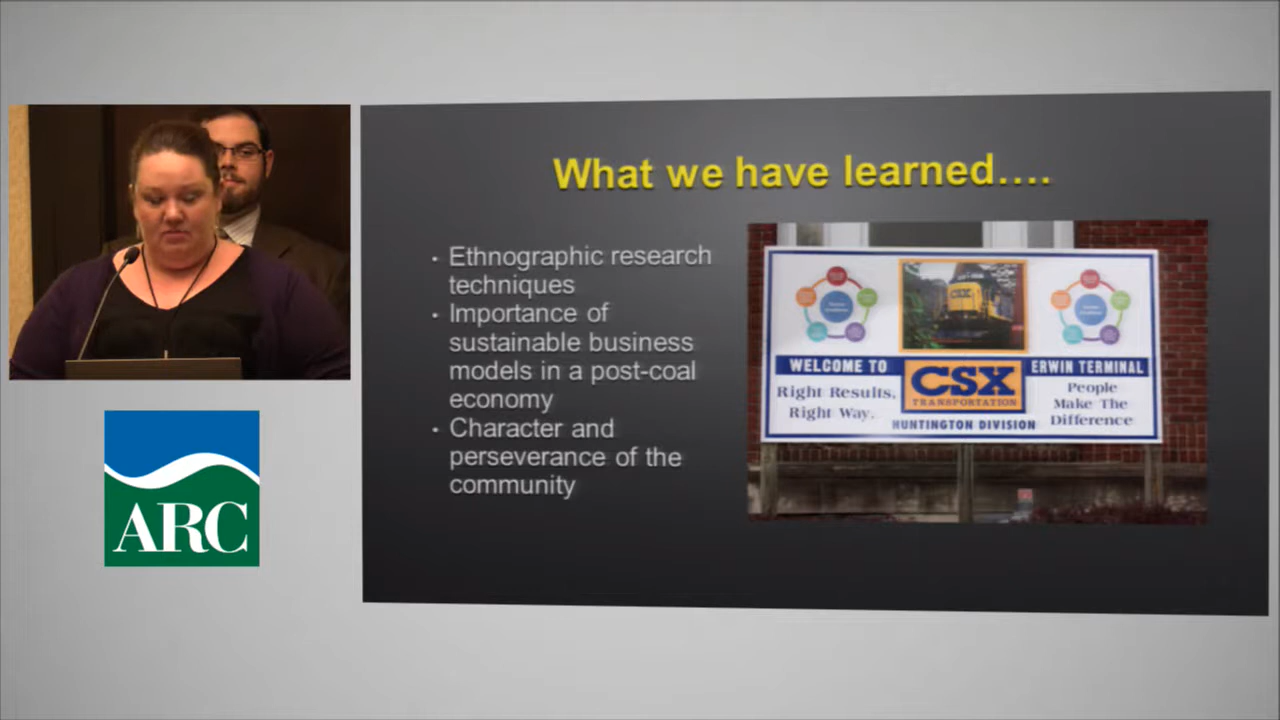 What we have learned....
• Ethnographic research
techniques
• Importance of
sustainable business
models in a post-coal
economy
• Character and
perseverance of the
community
CSX
WELCOME TO
CSX
TRANSPORTATION
ERWIN TERMINAL
Right Results,
Right Way.
People
Make The
Difference
HUNTINGTON DIVISION
ARC